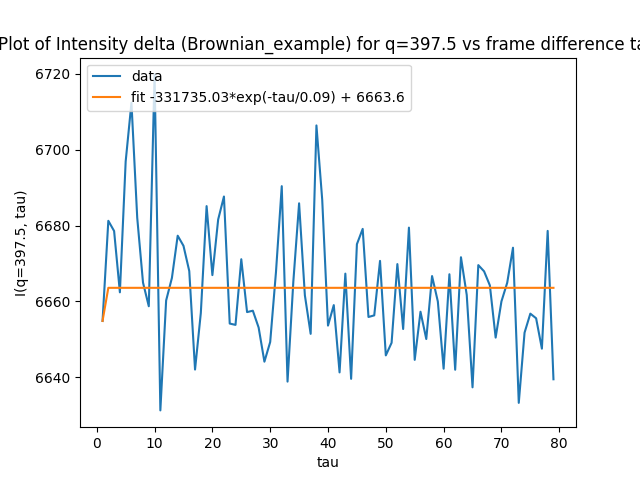 Plot of Intensity delta (Brownian_example) for q=397.5 vs frame difference ta
data
fit -331735.03*exp(-tau/0.09) + 6663.6
6720
6700
6680
6660
6640
I(q=397.5, tau)
0 10 20 30 40 50 60 70 80
tau